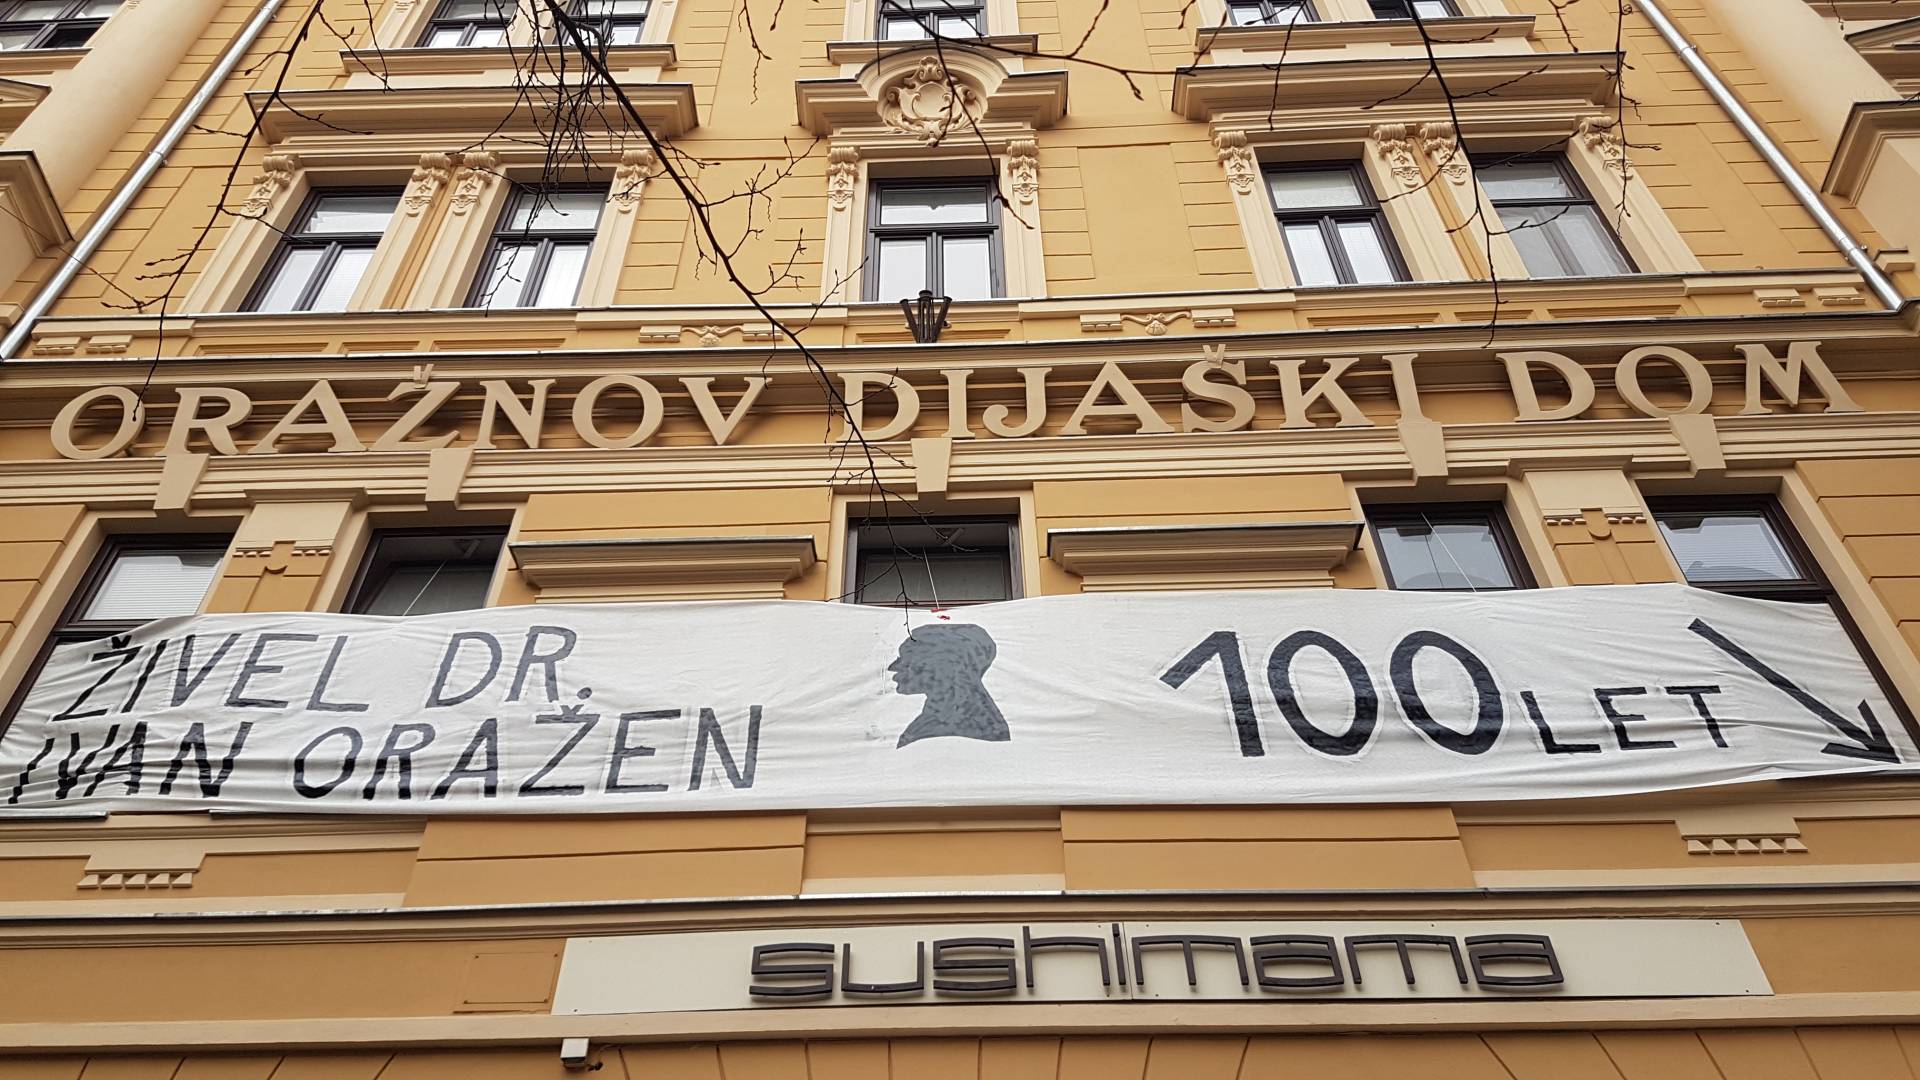 ORAŽNOV DIJAŠKI DOM
ŽIVEL DR.
IVAN ORAŽEN
100 LET
sushimama